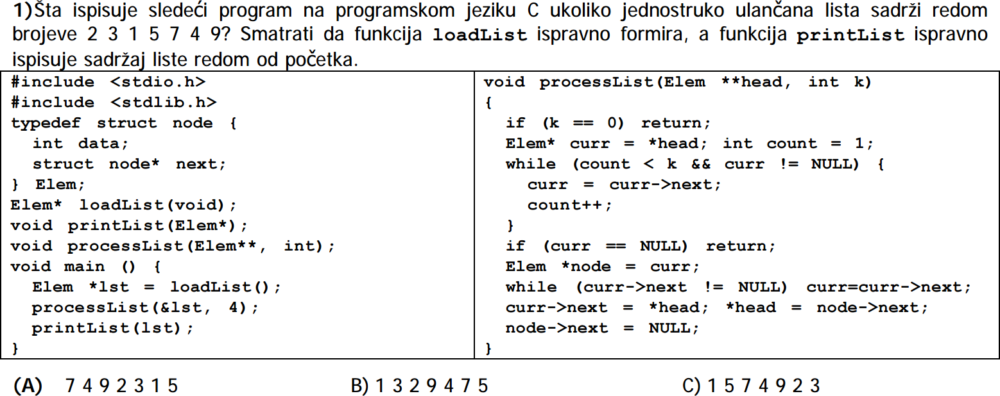 1)Šta ispisuje sledeći program na programskom jeziku C ukoliko jednostruko ulančana lista sadrži redom
brojeve 2 3 1 5 7 4 9? Smatrati da funkcija loadList ispravno formira, a funkcija printList ispravno
ispisuje sadržaj liste redom od početka.
#include <stdio.h>
#include <stdlib.h>
typedef struct node {
int data;
struct node* next;
} Elem;
Elem* loadList(void);
void printList(Elem*);
void processList(Elem**, int);
void main () {
Elem *lst = loadList();
processList(&lst, 4);
printList(lst);
}
void processList(Elem **head, int k)
{
if (k == 0) return;
Elem* curr = *head; int count = 1;
while (count < k && curr != NULL) {
curr = curr->next;
count++;
}
if (curr == NULL) return;
Elem *node = curr;
while (curr->next != NULL) curr=curr->next;
curr->next = *head; *head = node->next;
node->next = NULL;
}
(A) 7 4 9 2 3 1 5 B) 1 3 2 9 4 7 5 C) 1 5 7 4 9 2 3